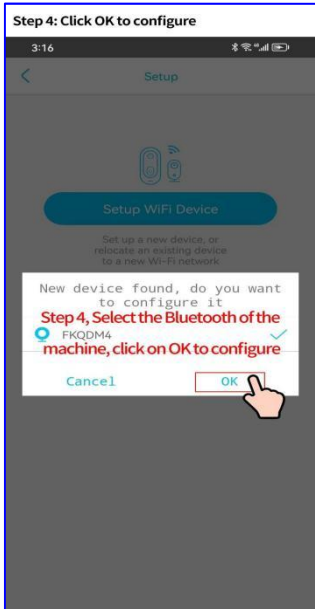 Step 4: Click OK to configure
3:16
Setup
Setup WiFi Device
Set up a new device, or
relocate an existing device
to a new Wi-Fi network
New device found, do you want
to configure it
Step 4, Select the Bluetooth of the
FKQDM4
machine, click on OK to configure
Cancel OK